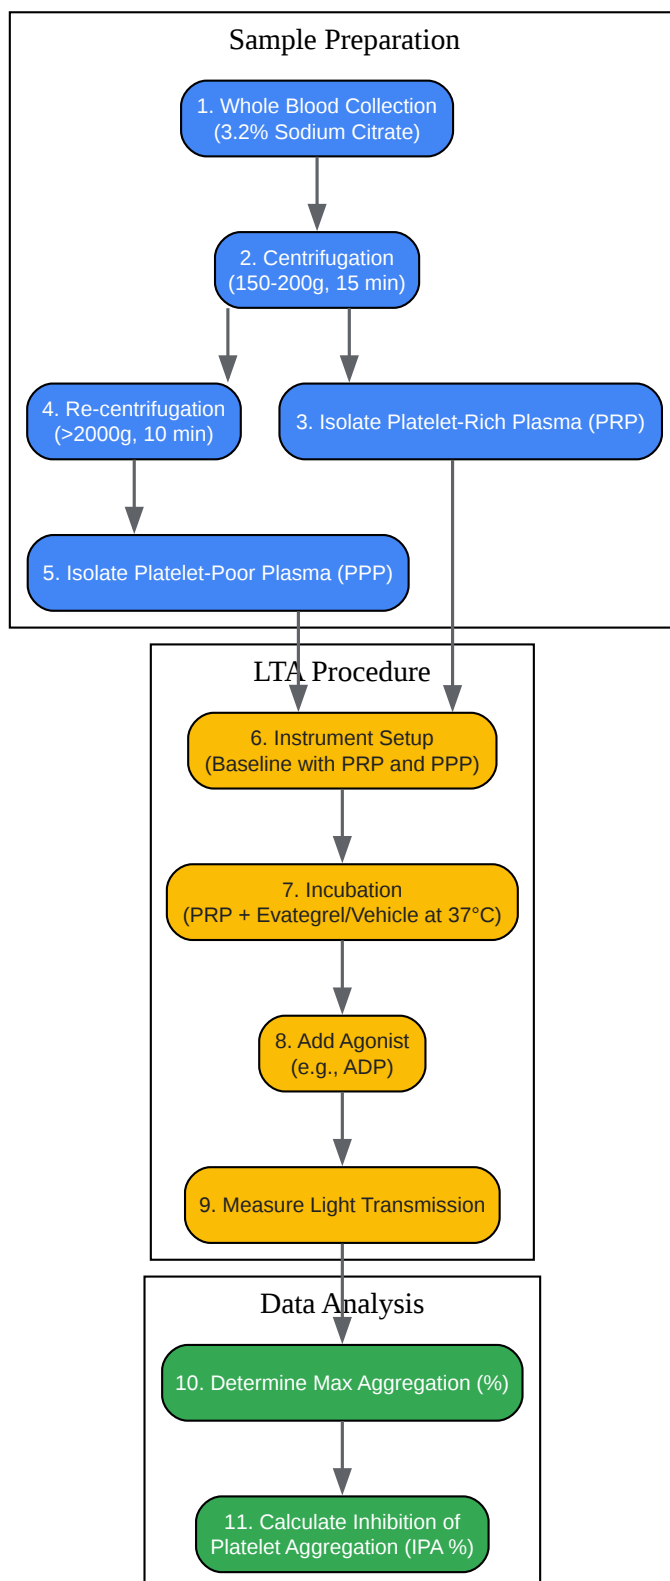 Sample Preparation
1. Whole Blood Collection
(3.2% Sodium Citrate)
2. Centrifugation
(150-200g, 15 min)
4. Re-centrifugation
(>2000g, 10 min)
3. Isolate Platelet-Rich Plasma (PRP)
5. Isolate Platelet-Poor Plasma (PPP)
LTA Procedure
6. Instrument Setup
(Baseline with PRP and PPP)
7. Incubation
(PRP + Evategrel/Vehicle at 37°C)
8. Add Agonist
(e.g., ADP)
9. Measure Light Transmission
Data Analysis
10. Determine Max Aggregation (%)
11. Calculate Inhibition of
Platelet Aggregation (IPA %)